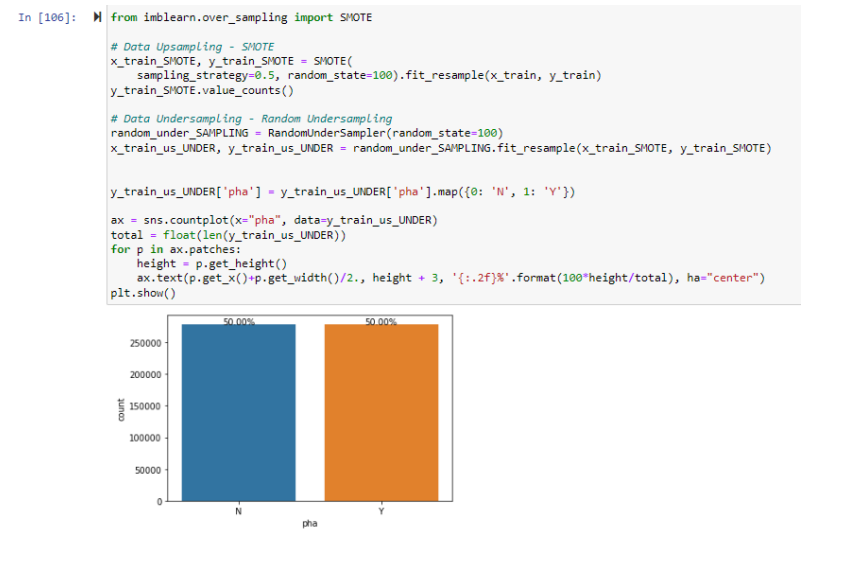 In [106]:
from imblearn.over_sampling import SMOTE
# Data Upsampling - SMOTE
x_train_SMOTE, y_train_SMOTE = SMOTE(
    sampling_strategy=0.5, random_state=100).fit_resample(x_train, y_train)
y_train_SMOTE.value_counts()
# Data Undersampling - Random Undersampling
random_under_SAMPLING = RandomUnderSampler(random_state=100)
x_train_us_UNDER, y_train_us_UNDER = random_under_SAMPLING.fit_resample(x_train_SMOTE, y_train_SMOTE)
y_train_us_UNDER['pha'] = y_train_us_UNDER['pha'].map({0: 'N', 1: 'Y'})
ax = sns.countplot(x="pha", data=y_train_us_UNDER)
total = float(len(y_train_us_UNDER))
for p in ax.patches:
    height = p.get_height()
    ax.text(p.get_x()+p.get_width()/2., height + 3, '{:.2f}%'.format(100*height/total), ha="center")
plt.show()
50.00% 50.00%
250000
200000
150000
100000
50000
0
count
N Y
pha